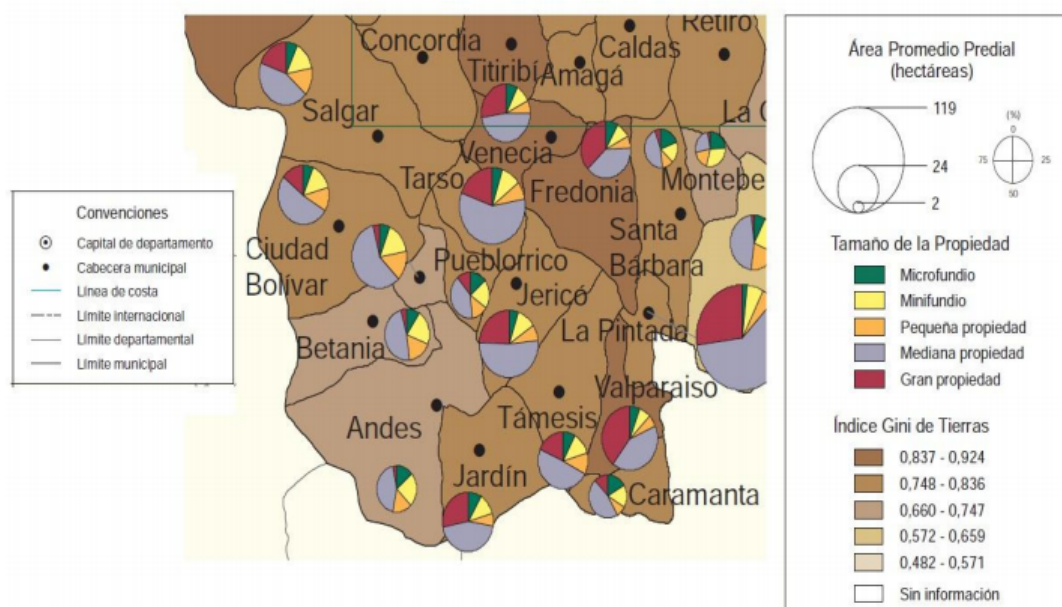 Convenciones
Capital de departamento
Cabecera municipal
Línea de costa
Límite internacional
Límite departamental
Límite municipal
Concordia
Titiribí
Amagá
Caldas
Retiro
Salgar
La C
Venecia
Tarso
Fredonia
Montebe
Ciudad
Bolívar
Pueblorrico
Santa
Bárbara
Jericó
La Pintada
Betania
Valparaiso
Andes
Támesis
Jardín
Caramanta
Área Promedio Predial
(hectáreas)
119
24
2
(%)
0
75
25
50
Tamaño de la Propiedad
Microfundio
Minifundio
Pequeña propiedad
Mediana propiedad
Gran propiedad
Índice Gini de Tierras
0,837 - 0,924
0,748 - 0,836
0,660 - 0,747
0,572 - 0,659
0,482 - 0,571
Sin información